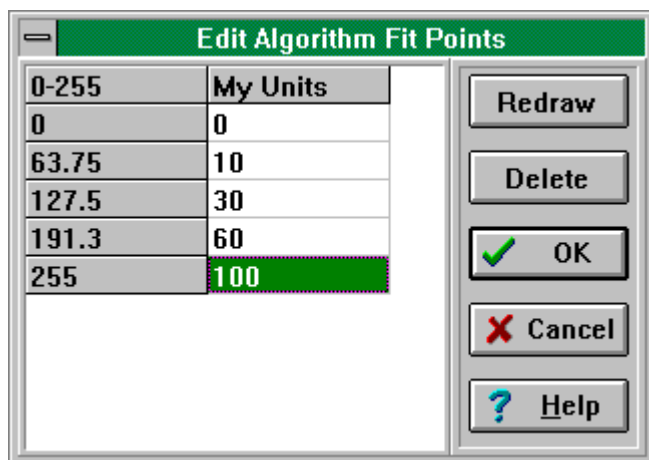 Edit Algorithm Fit Points
0-255 My Units
0 0
63.75 10
127.5 30
191.3 60
255 100
Redraw
Delete
OK
Cancel
? Help